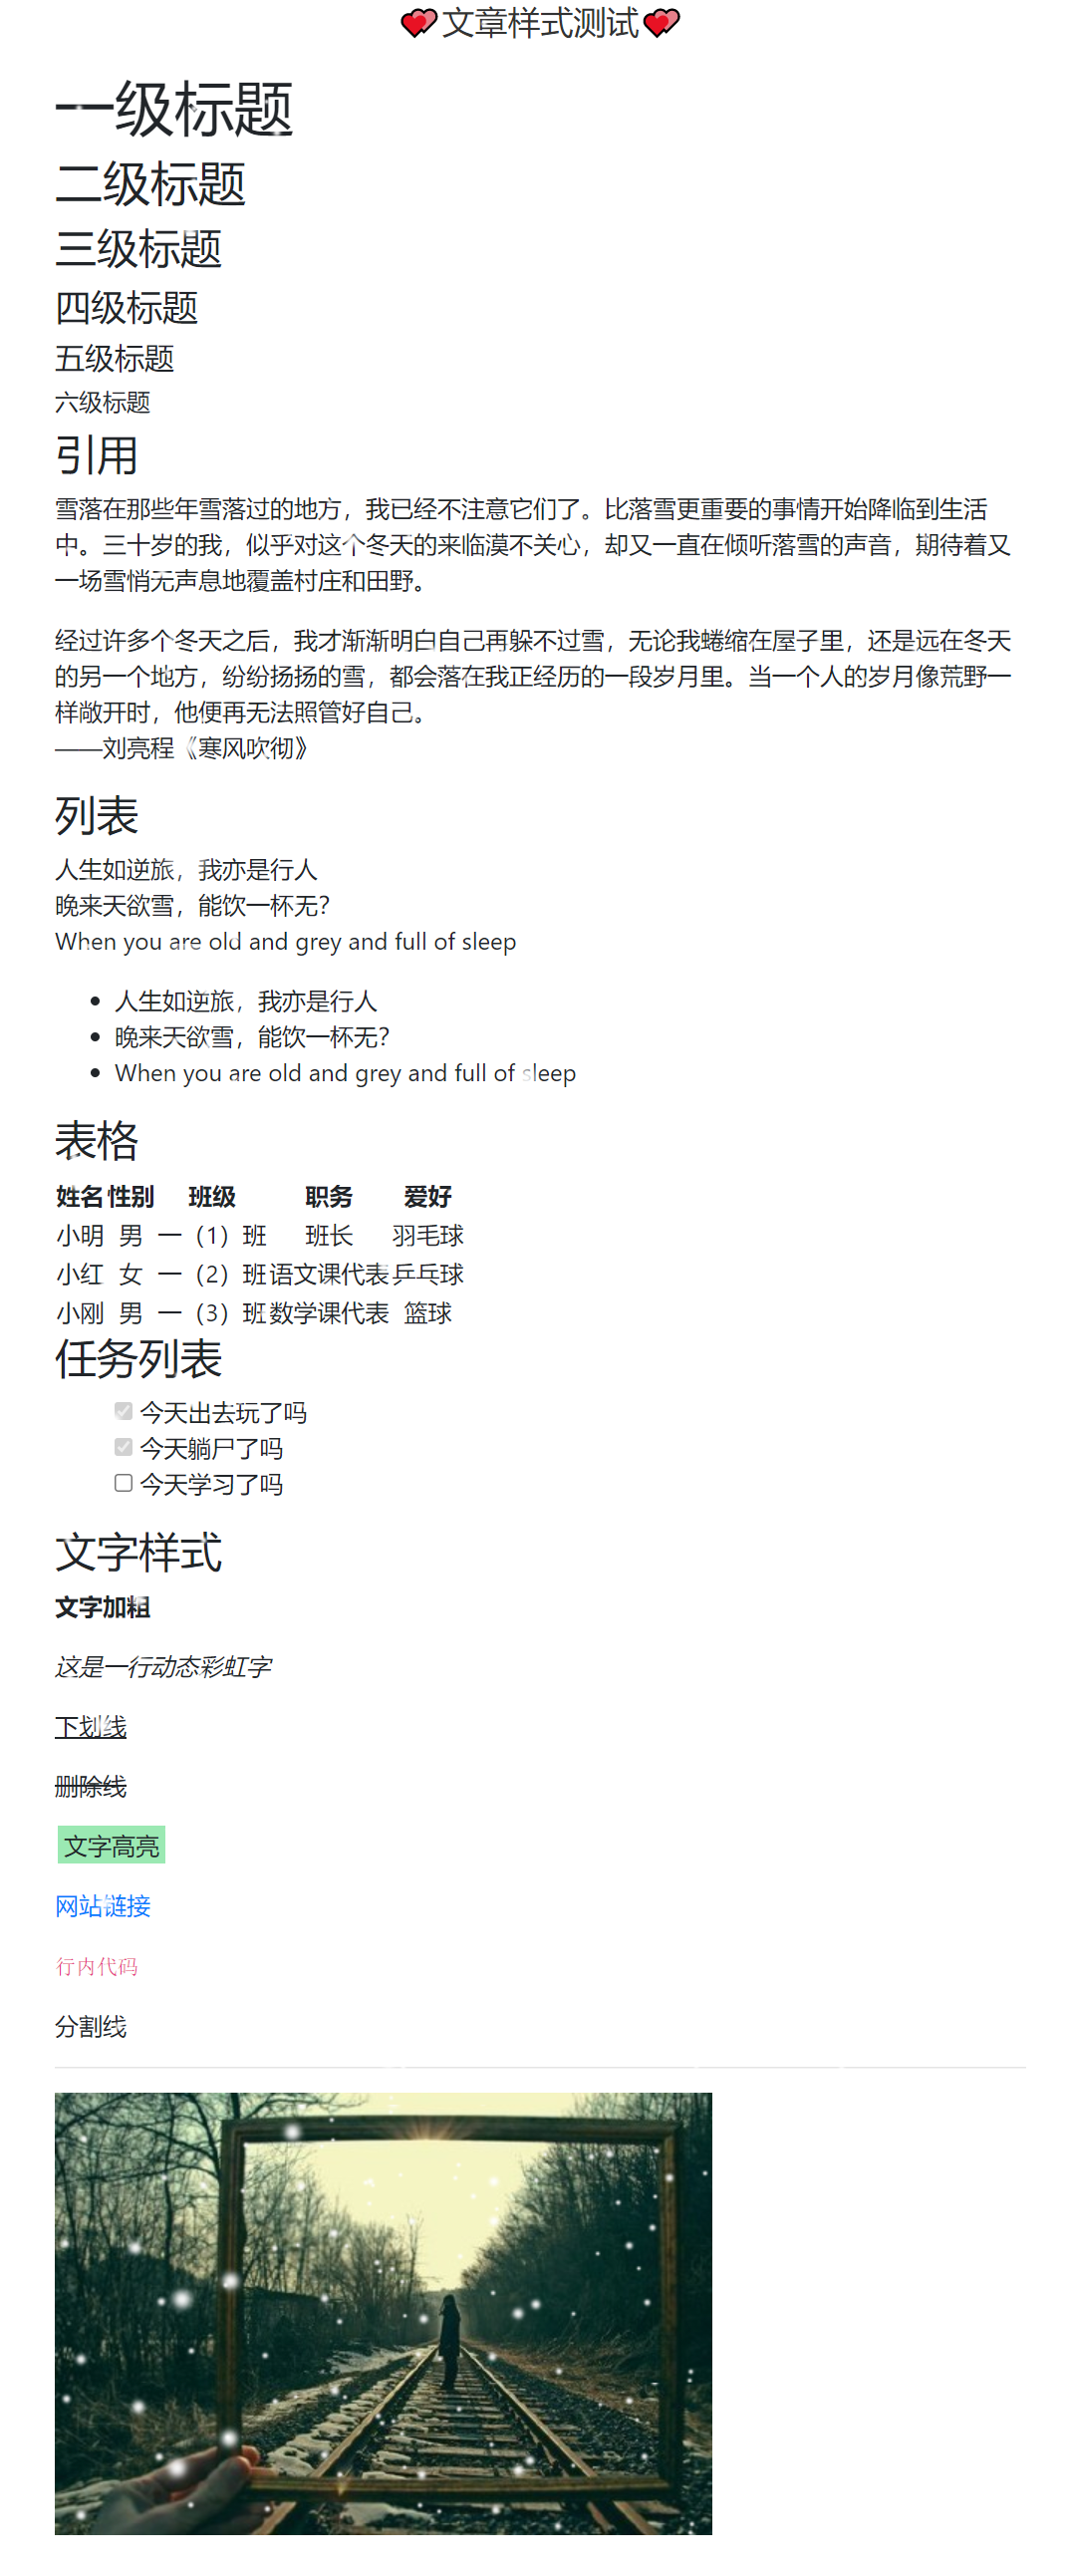 💕文章样式测试💕
一级标题
二级标题
三级标题
四级标题
五级标题
六级标题
引用
雪落在那些年雪落过的地方，我已经不注意它们了。比落雪更重要的事情开始降临到生活
中。三十岁的我，似乎对这个冬天的来临漠不关心，却又一直在倾听落雪的声音，期待着又
一场雪悄无声息地覆盖村庄和田野。
经过许多个冬天之后，我才渐渐明白自己再躲不过雪，无论我蜷缩在屋子里，还是远在冬天
的另一个地方，纷纷扬扬的雪，都会落在我正经历的一段岁月里。当一个人的岁月像荒野一
样敞开时，他便再无法照管好自己。
——刘亮程《寒风吹彻》
列表
人生如逆旅，我亦是行人
晚来天欲雪，能饮一杯无？
When you are old and grey and full of sleep
• 人生如逆旅，我亦是行人
• 晚来天欲雪，能饮一杯无？
• When you are old and grey and full of sleep
表格
姓名 性别 班级 职务 爱好
小明 男 一（1）班 班长 羽毛球
小红 女 一（2）班 语文课代表 乒乓球
小刚 男 一（3）班 数学课代表 篮球
任务列表
今天出去玩了吗
今天躺尸了吗
今天学习了吗
文字样式
文字加粗
这是一行动态彩虹字
下划线
删除线
文字高亮
网站链接
行内代码
分割线